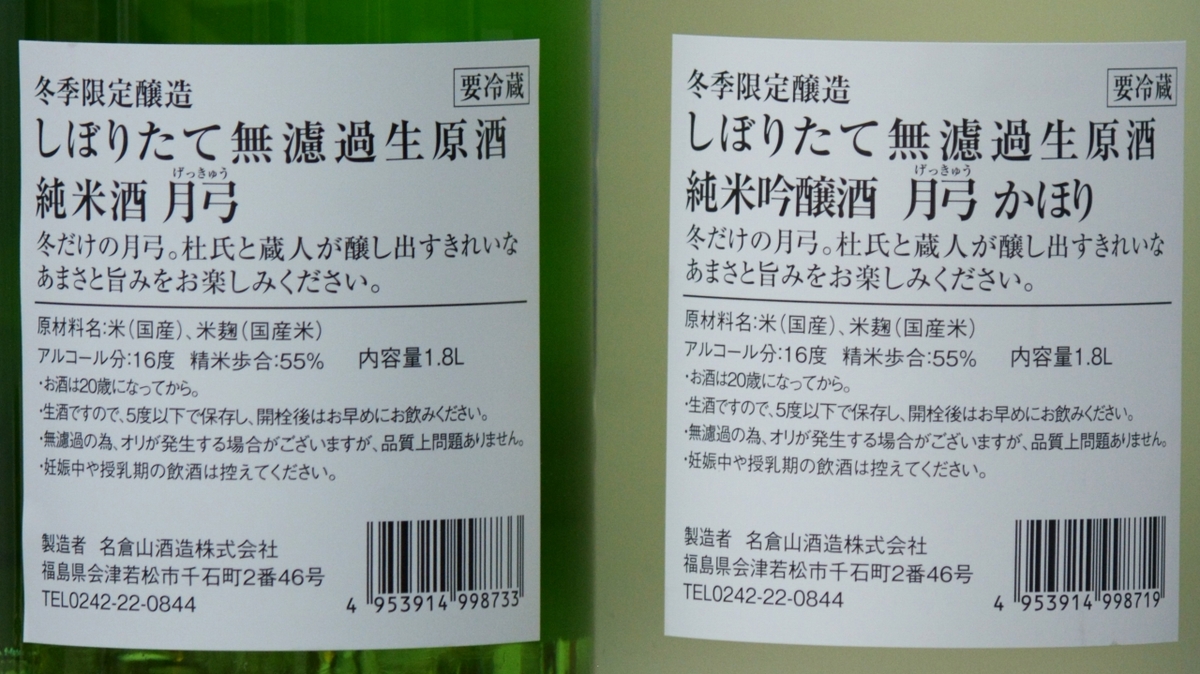 冬季限定醸造
要冷蔵
しぼりたて無濾過生原酒
げっきゅう
純米酒 月弓
冬だけの月弓。杜氏と蔵人が醸し出すきれいな
あまさと旨みをお楽しみください。
原材料名:米(国産)、米麹(国産米)
アルコール分:16度 精米歩合:55% 内容量1.8L
・お酒は20歳になってから。
・生酒ですので、5度以下で保存し、開栓後はお早めにお飲みください。
・無濾過の為、オリが発生する場合がございますが、品質上問題ありません。
・妊娠中や授乳期の飲酒は控えてください。
製造者 名倉山酒造株式会社
福島県会津若松市千石町2番46号
TEL0242-22-0844
4 953914 998733
冬季限定醸造
要冷蔵
しぼりたて無濾過生原酒
げっきゅう
純米吟醸酒 月弓 かほり
冬だけの月弓。杜氏と蔵人が醸し出すきれいな
あまさと旨みをお楽しみください。
原材料名:米(国産)、米麹(国産米)
アルコール分:16度 精米歩合:55% 内容量1.8L
・お酒は20歳になってから。
・生酒ですので、5度以下で保存し、開栓後はお早めにお飲みください。
・無濾過の為、オリが発生する場合がございますが、品質上問題ありません。
・妊娠中や授乳期の飲酒は控えてください。
製造者 名倉山酒造株式会社
福島県会津若松市千石町2番46号
TEL0242-22-0844
4 953914 998719